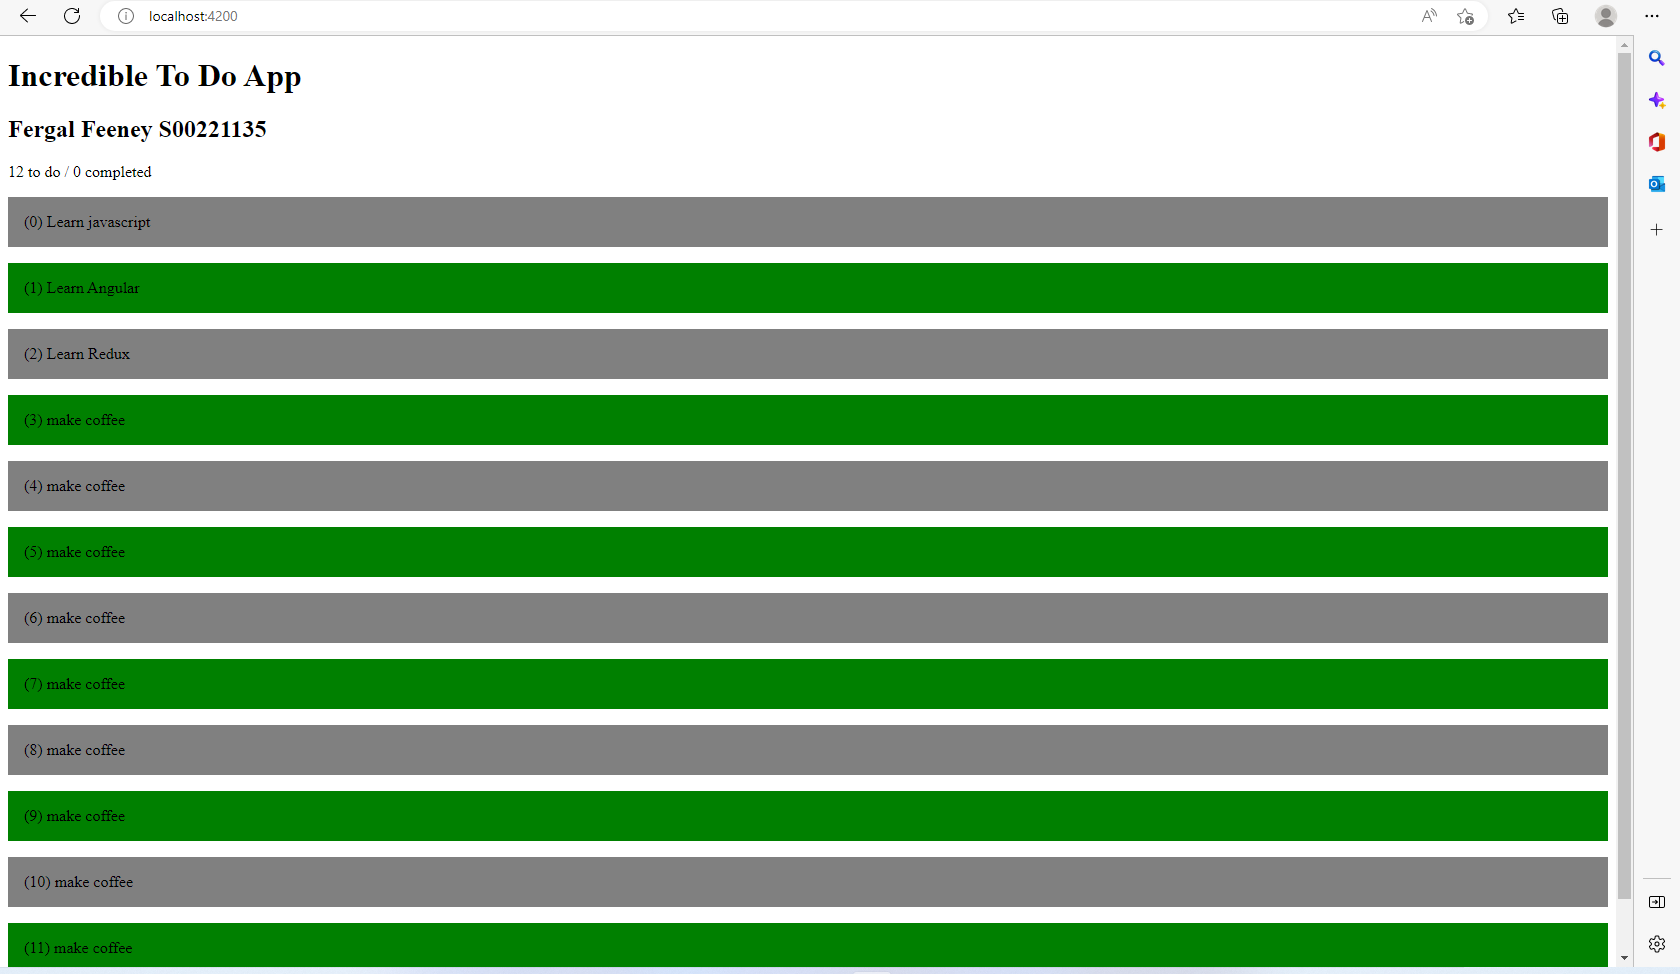 localhost:4200
Incredible To Do App
Fergal Feeney S00221135
12 to do / 0 completed
(0) Learn javascript
(1) Learn Angular
(2) Learn Redux
(3) make coffee
(4) make coffee
(5) make coffee
(6) make coffee
(7) make coffee
(8) make coffee
(9) make coffee
(10) make coffee
(11) make coffee